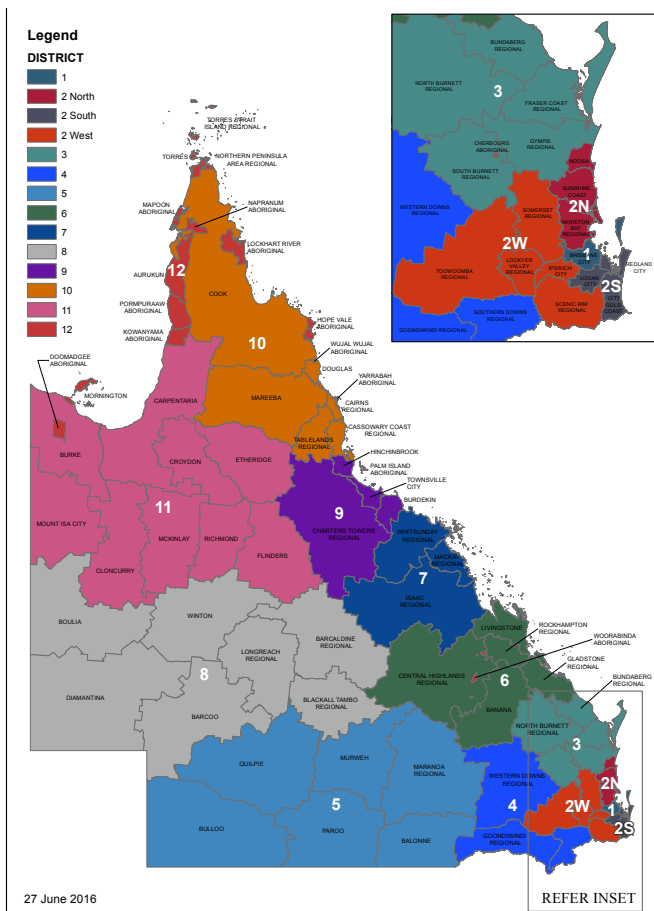 Legend
DISTRICT
1
2 North
2 South
2 West
3
4
5
6
7
8
9
10
11
12
BUNDABERG
REGIONAL
NORTH BURNETT
REGIONAL
3
FRASER COAST
REGIONAL
CHERBOURG
ABORIGINAL
GYMPIE
REGIONAL
NOOSA
SOUTH BURNETT
REGIONAL
SUNSHINE
COAST
WESTERN DOWNS
REGIONAL
SOMERSET
REGIONAL
2N
MORETON
BAY
REGIONAL
2W
1
BRISBANE
CITY
REDLAND
CITY
TOOWOOMBA
REGIONAL
LOCKYER
VALLEY
REGIONAL
IPSWICH
CITY
LOGAN
CITY
2S
CITY
GOLD
COAST
SCENIC RIM
REGIONAL
SOUTHERN DOWNS
REGIONAL
GOONDIWINDI REGIONAL
TORRES STRAIT
ISLAND REGIONAL
TORRES
NORTHERN PENINSULA
AREA REGIONAL
MAPOON
ABORIGINAL
NAPRANUM
ABORIGINAL
LOCKHART RIVER
ABORIGINAL
12
AURUKUN
COOK
PORMPURAAW
ABORIGINAL
KOWANYAMA
ABORIGINAL
HOPE VALE
ABORIGINAL
10
WUJAL WUJAL
ABORIGINAL
DOOMADGEE
ABORIGINAL
DOUGLAS
YARRABAH
ABORIGINAL
MORNINGTON
CARPENTARIA
MAREEBA
CAIRNS
REGIONAL
CASSOWARY COAST
REGIONAL
TABLELANDS
REGIONAL
HINCHINBROOK
BURKE
CROYDON
ETHERIDGE
PALM ISLAND
ABORIGINAL
TOWNSVILLE
CITY
BURDEKIN
11
9
MOUNT ISA CITY
CHARTERS TOWERS
REGIONAL
WHITSUNDAY
REGIONAL
MCKINLAY
RICHMOND
FLINDERS
MACKAY
REGIONAL
CLONCURRY
7
ISAAC
REGIONAL
BOULIA
WINTON
LIVINGSTONE
ROCKHAMPTON
REGIONAL
BARCALDINE
REGIONAL
WOORABINDA
ABORIGINAL
LONGREACH
REGIONAL
GLADSTONE
REGIONAL
8
CENTRAL HIGHLANDS
REGIONAL
6
DIAMANTINA
BLACKALL TAMBO
REGIONAL
BUNDABERG
REGIONAL
BARCOO
BANANA
NORTH BURNETT
REGIONAL
3
QUILPIE
MURWEH
MARANOA
REGIONAL
WESTERN DOWNS
REGIONAL
2N
5
4
2W
1
2S
BULLOO
PAROO
BALONNE
GOONDIWINDI
REGIONAL
27 June 2016
REFER INSET